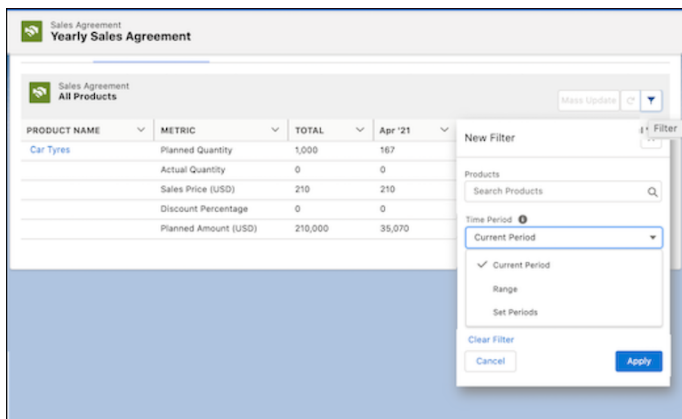 Sales Agreement
Yearly Sales Agreement
Sales Agreement
All Products
Mass Update
Filter
PRODUCT NAME METRIC TOTAL Apr '21
Car Tyres Planned Quantity 1,000 167
Actual Quantity 0 0
Sales Price (USD) 210 210
Discount Percentage 0 0
Planned Amount (USD) 210,000 35,070
New Filter
Products
Search Products
Time Period
Current Period
Current Period
Range
Set Periods
Clear Filter
Cancel Apply